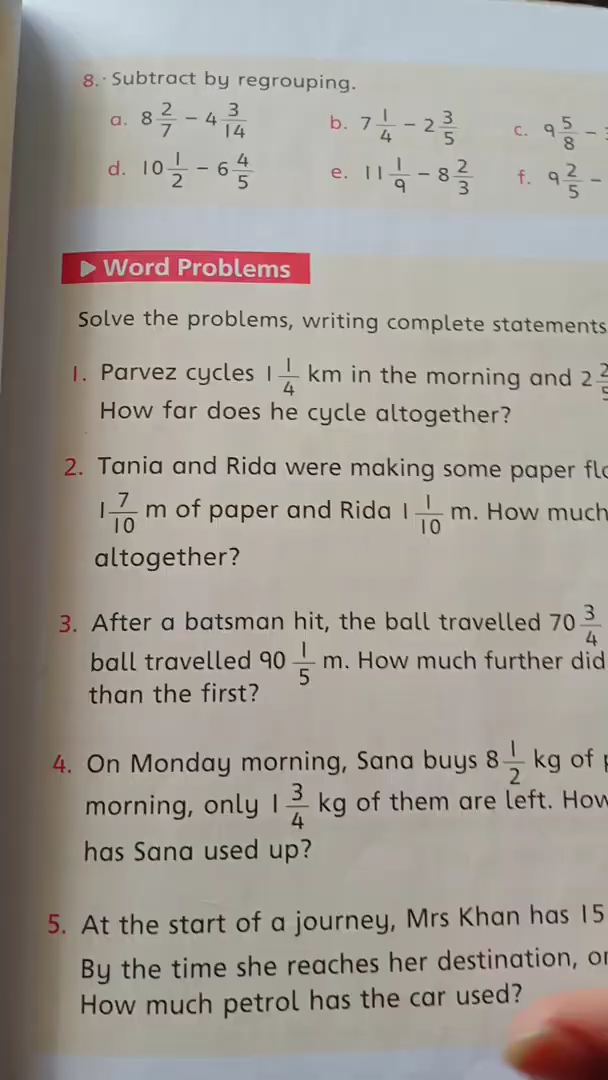 8. Subtract by regrouping.
a. 8 2/7 − 4 3/14 b. 7 1/4 − 2 3/5 c. 9 5/8 −
d. 10 1/2 − 6 4/5 e. 11 1/9 − 8 2/3 f. 9 2/5 −
▶ Word Problems
Solve the problems, writing complete statements
1. Parvez cycles 1 1/4 km in the morning and 2
How far does he cycle altogether?
2. Tania and Rida were making some paper
1 7/10 m of paper and Rida 1 1/10 m. How much
altogether?
3. After a batsman hit, the ball travelled 70 3/4
ball travelled 90 1/5 m. How much further did
than the first?
4. On Monday morning, Sana buys 8 1/2 kg of
morning, only 1 3/4 kg of them are left. How
has Sana used up?
5. At the start of a journey, Mrs Khan has 15
By the time she reaches her destination,
How much petrol has the car used?